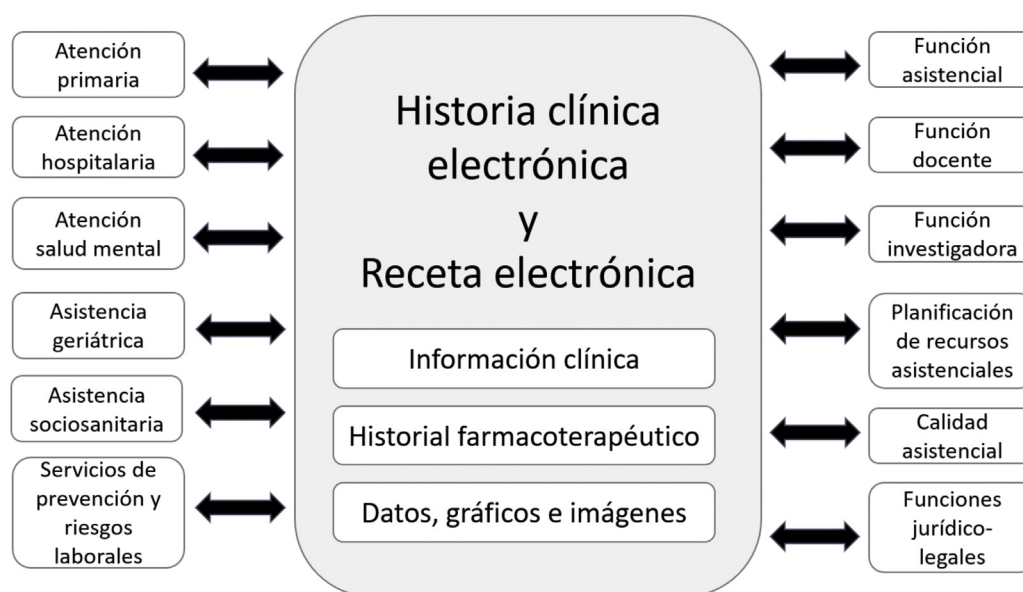 Atención
primaria
Atención
hospitalaria
Atención
salud mental
Asistencia
geriátrica
Asistencia
sociosanitaria
Servicios de
prevención y
riesgos
laborales
Historia clínica
electrónica
y
Receta electrónica
Información clínica
Historial farmacoterapéutico
Datos, gráficos e imágenes
Función
asistencial
Función
docente
Función
investigadora
Planificación
de recursos
asistenciales
Calidad
asistencial
Funciones
jurídico-
legales